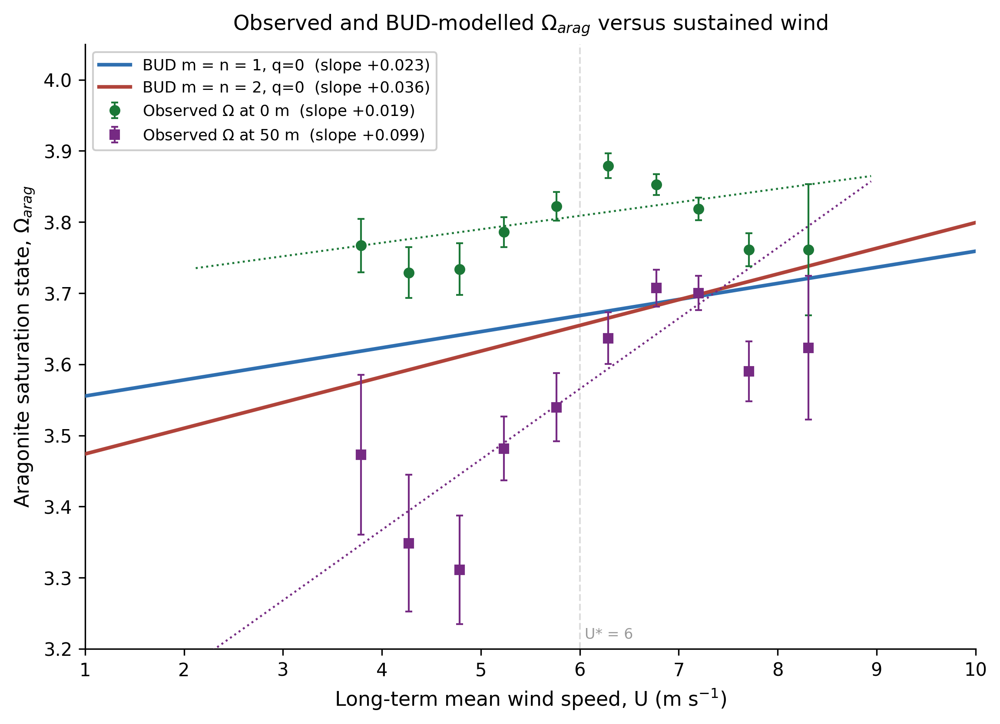 Observed and BUD-modelled Ω_arag versus sustained wind
BUD m = n = 1, q=0 (slope +0.023)
BUD m = n = 2, q=0 (slope +0.036)
Observed Ω at 0 m (slope +0.019)
Observed Ω at 50 m (slope +0.099)
Aragonite saturation state, Ω_arag
4.0
3.9
3.8
3.7
3.6
3.5
3.4
3.3
3.2
U* = 6
1 2 3 4 5 6 7 8 9 10
Long-term mean wind speed, U (m s⁻¹)